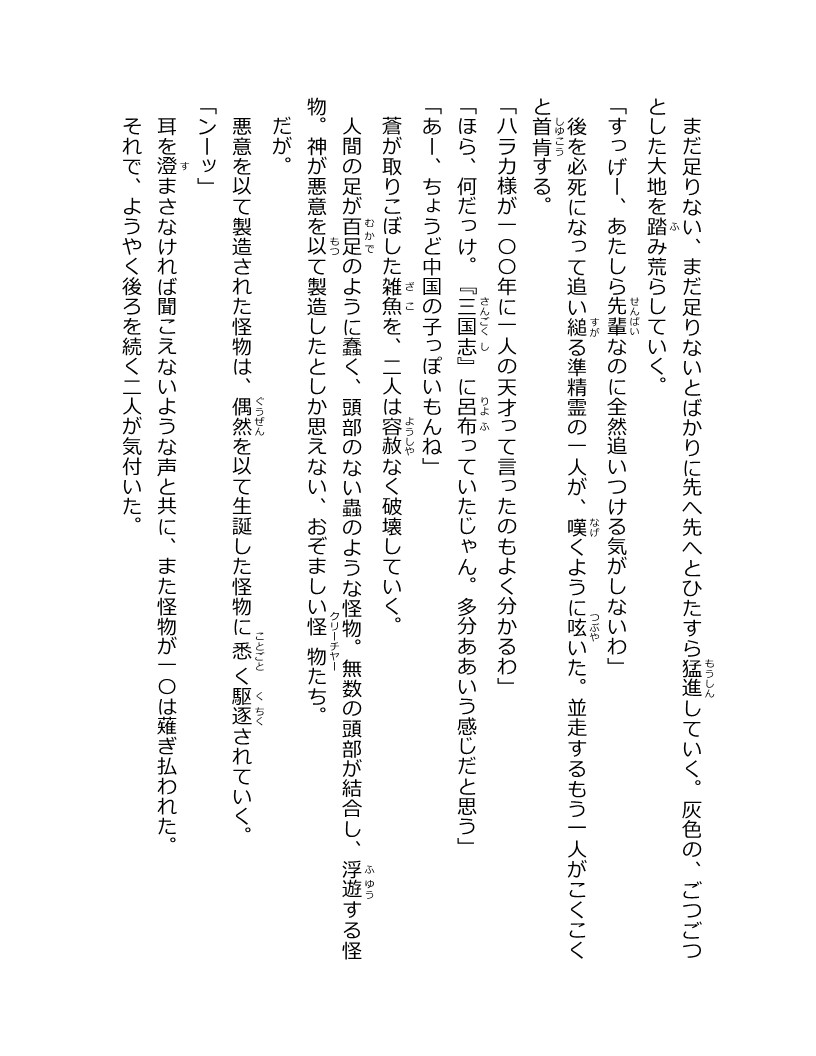 まだ足りない、まだ足りないとばかりに先へ先へとひたすら猛進していく。灰色の、ごつごつ
とした大地を踏み荒らしていく。
「すっげー、あたしら先輩なのに全然追いつける気がしないわ」
後を必死になって追い縋る準精霊の一人が、嘆くように呟いた。並走するもう一人がこくこく
と首肯する。
「ハラカ様が一〇〇年に一人の天才って言ったのもよく分かるわ」
「ほら、何だっけ。『三国志』に呂布っていたじゃん。多分ああいう感じだと思う」
「あー、ちょうど中国の子っぽいもんね」
蒼が取りこぼした雑魚を、二人は容赦なく破壊していく。
人間の足が百足のように蠢く、頭部のない蟲のような怪物。無数の頭部が結合し、浮遊する怪
物。神が悪意を以て製造したとしか思えない、おぞましい怪物たち。
だが。
悪意を以て製造された怪物は、偶然を以て生誕した怪物に悉く駆逐されていく。
「ンーッ」
耳を澄まさなければ聞こえないような声と共に、また怪物が一〇は薙ぎ払われた。
それで、ようやく後ろを続く二人が気付いた。